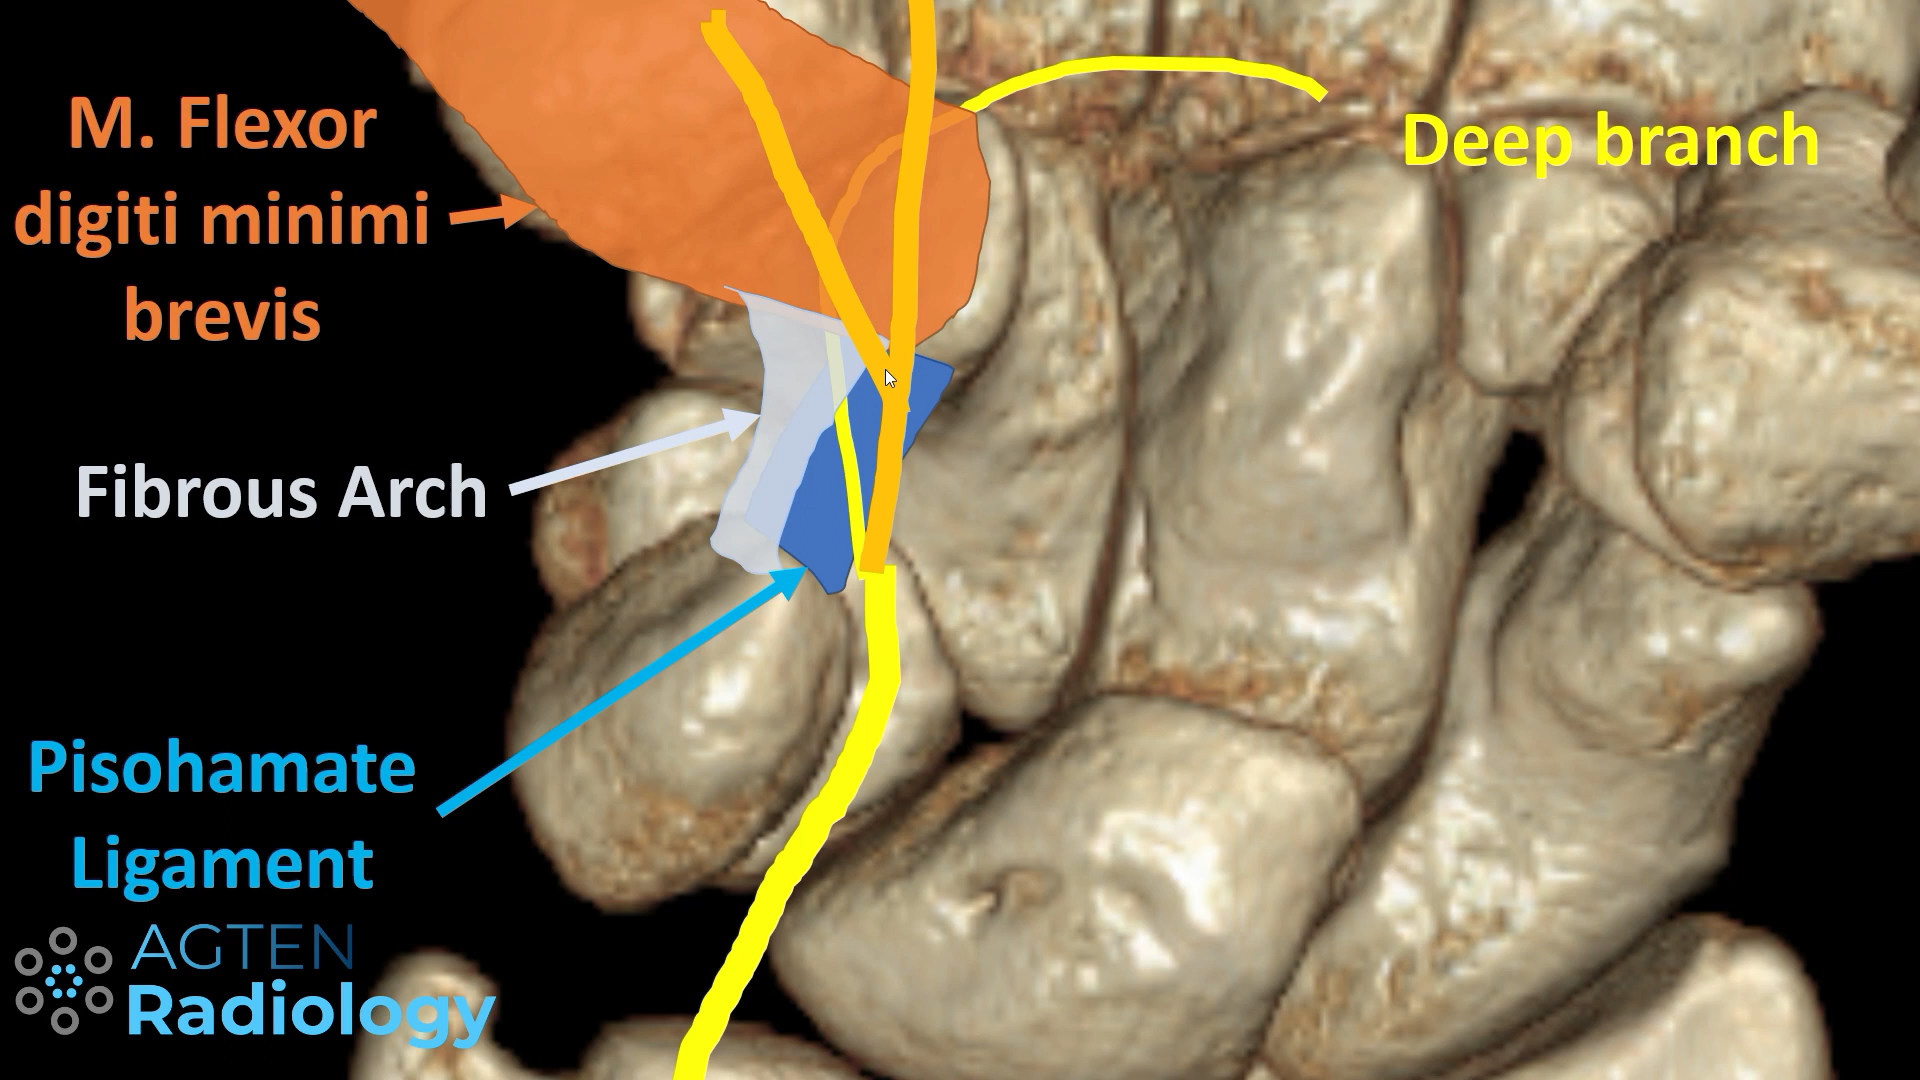 M. Flexor
digiti minimi
brevis
Deep branch
Fibrous Arch
Pisohamate
Ligament
AGTEN
Radiology